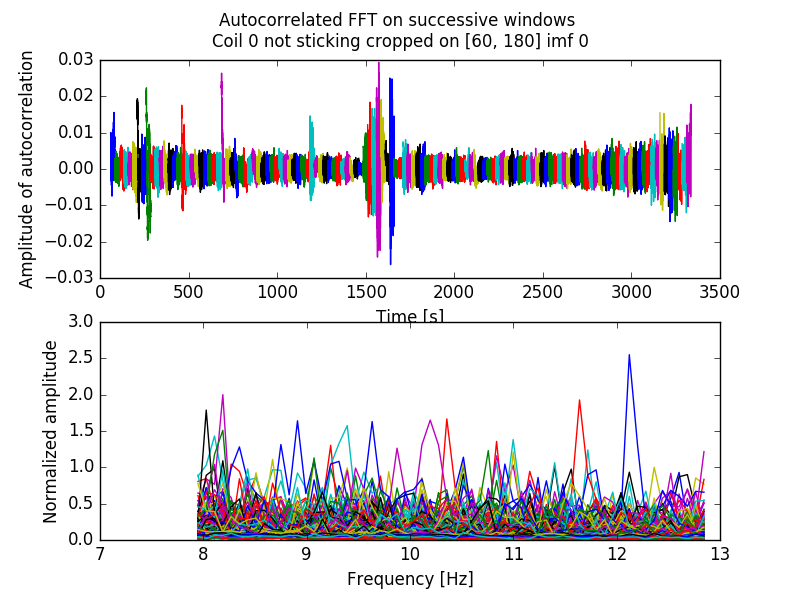 Autocorrelated FFT on successive windows
Coil 0 not sticking cropped on [60, 180] imf 0
Amplitude of autocorrelation
0.03
0.02
0.01
0.00
−0.01
−0.02
−0.03
0 500 1000 1500 2000 2500 3000 3500
Time [s]
Normalized amplitude
3.0
2.5
2.0
1.5
1.0
0.5
0.0
7 8 9 10 11 12 13
Frequency [Hz]